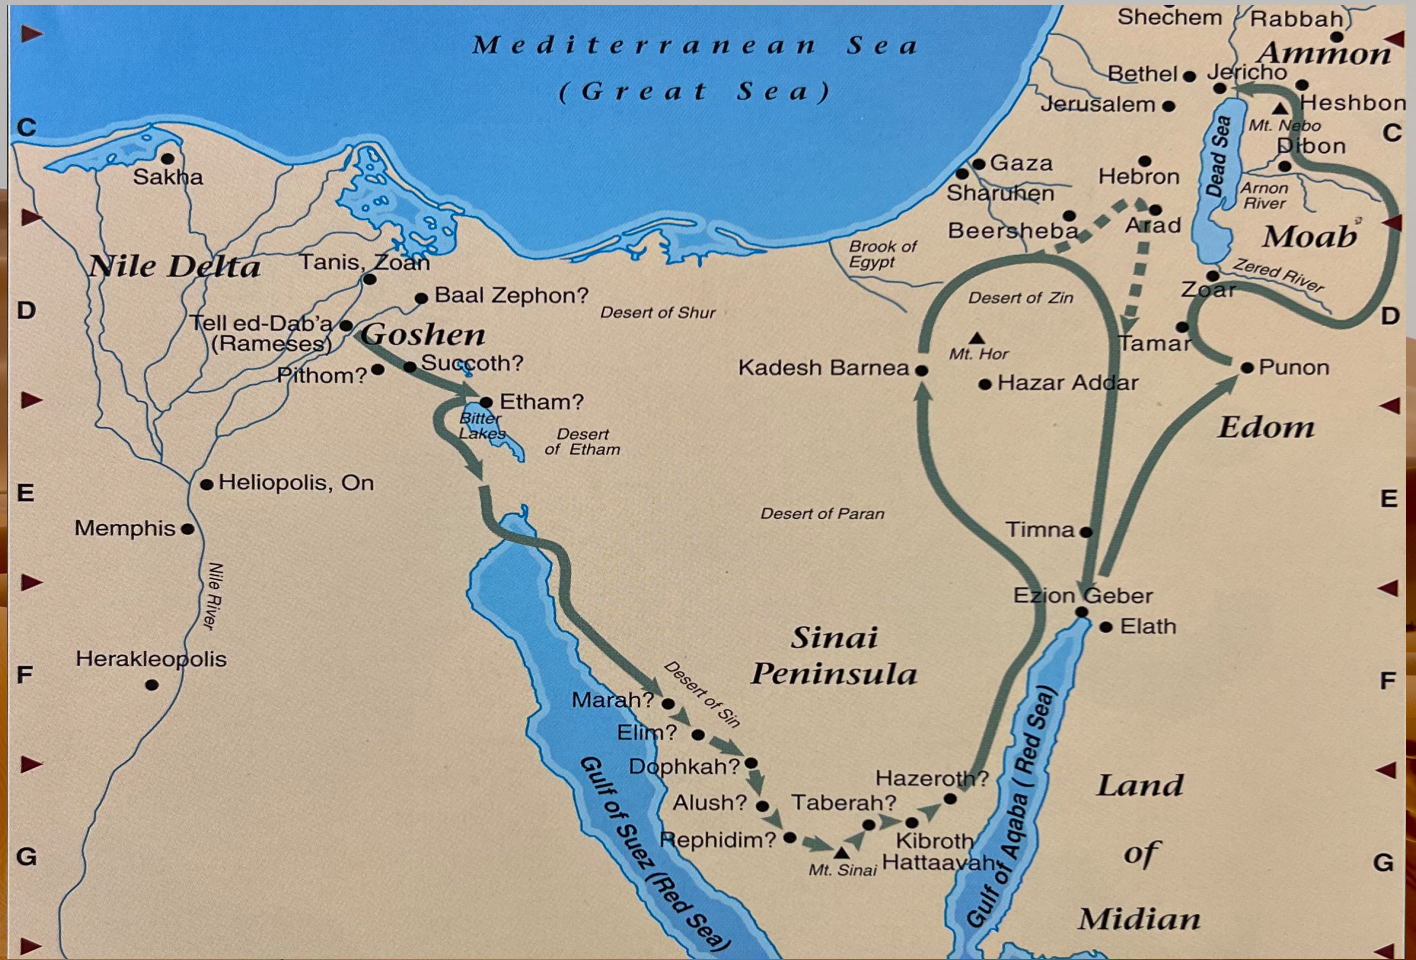 Mediterranean Sea
(Great Sea)
Shechem
Rabbah
Ammon
Bethel
Jericho
Jerusalem
Heshbon
Mt. Nebo
C
C
Dibon
Sakha
Gaza
Sharuhen
Hebron
Dead Sea
Arnon
River
Beersheba
Arad
Moab
Brook of
Egypt
Nile Delta
Tanis, Zoan
Zered River
Zoar
Baal Zephon?
Desert of Shur
Desert of Zin
D
D
Tell ed-Dab'a
(Rameses)
Goshen
Tamar
Mt. Hor
Succoth?
Pithom?
Kadesh Barnea
Hazar Addar
Punon
Etham?
Bitter
Lakes
Desert
of Etham
Edom
Heliopolis, On
E
E
Desert of Paran
Memphis
Timna
Nile River
Ezion Geber
Elath
Sinai
Peninsula
Herakleopolis
F
F
Desert of Sin
Marah?
Elim?
Dophkah?
Hazeroth?
Alush?
Taberah?
Land
of
Midian
Rephidim?
Kibroth
Hattaavah
Mt. Sinai
G
G
Gulf of Suez (Red Sea)
Gulf of Aqaba ( Red Sea)